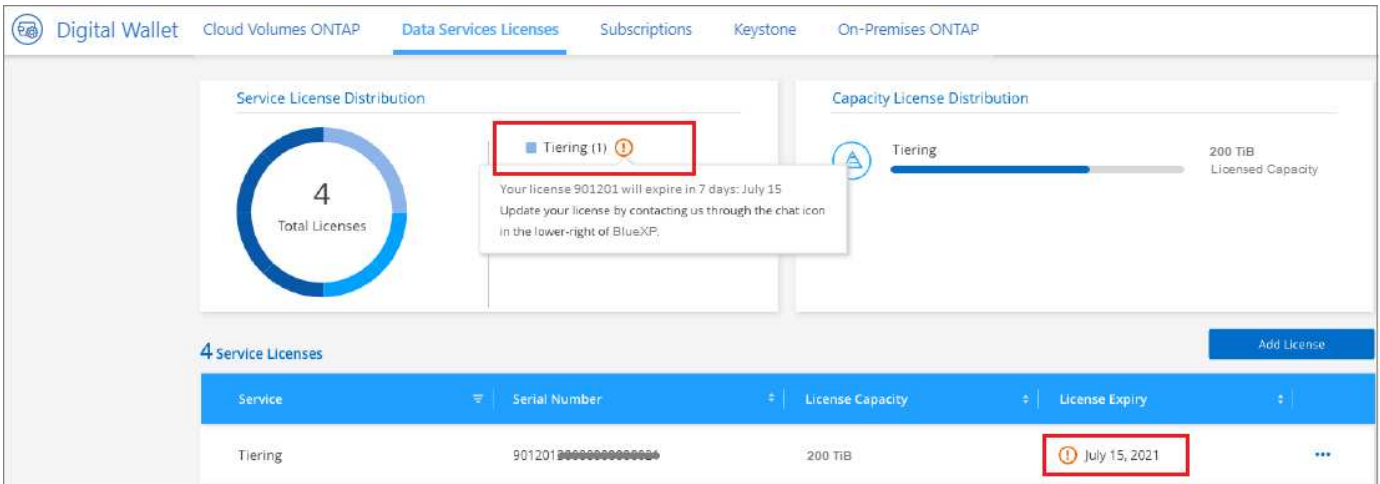 Digital Wallet Cloud Volumes ONTAP Data Services Licenses Subscriptions Keystone On-Premises ONTAP
Service License Distribution
4
Total Licenses
Tiering (1)
Your license 901201 will expire in 7 days: July 15
Update your license by contacting us through the chat icon
in the lower-right of BlueXP.
Capacity License Distribution
Tiering
200 TiB
Licensed Capacity
4 Service Licenses
Add License
Service Serial Number License Capacity License Expiry
Tiering 901201 200 TiB July 15, 2021